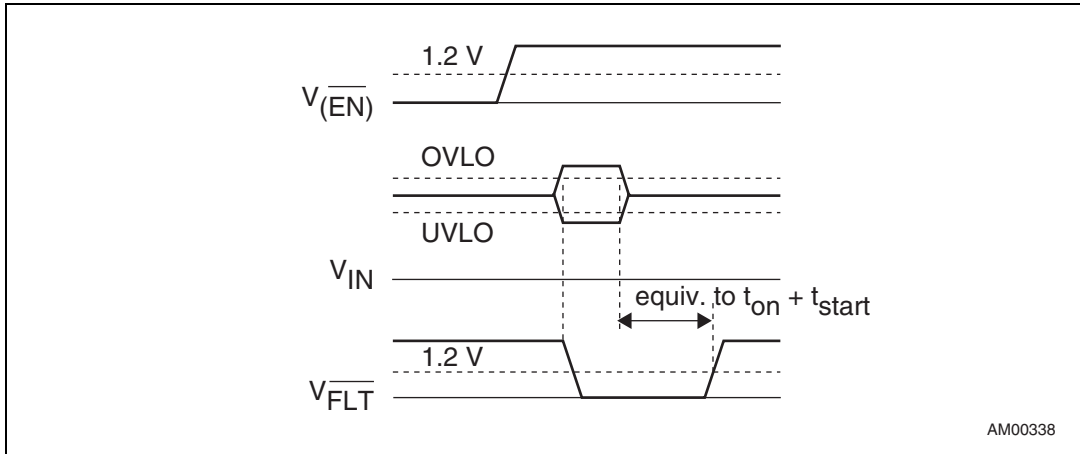 1.2 V
V(EN)
OVLO
UVLO
VIN
equiv. to ton + tstart
1.2 V
VFLT
AM00338